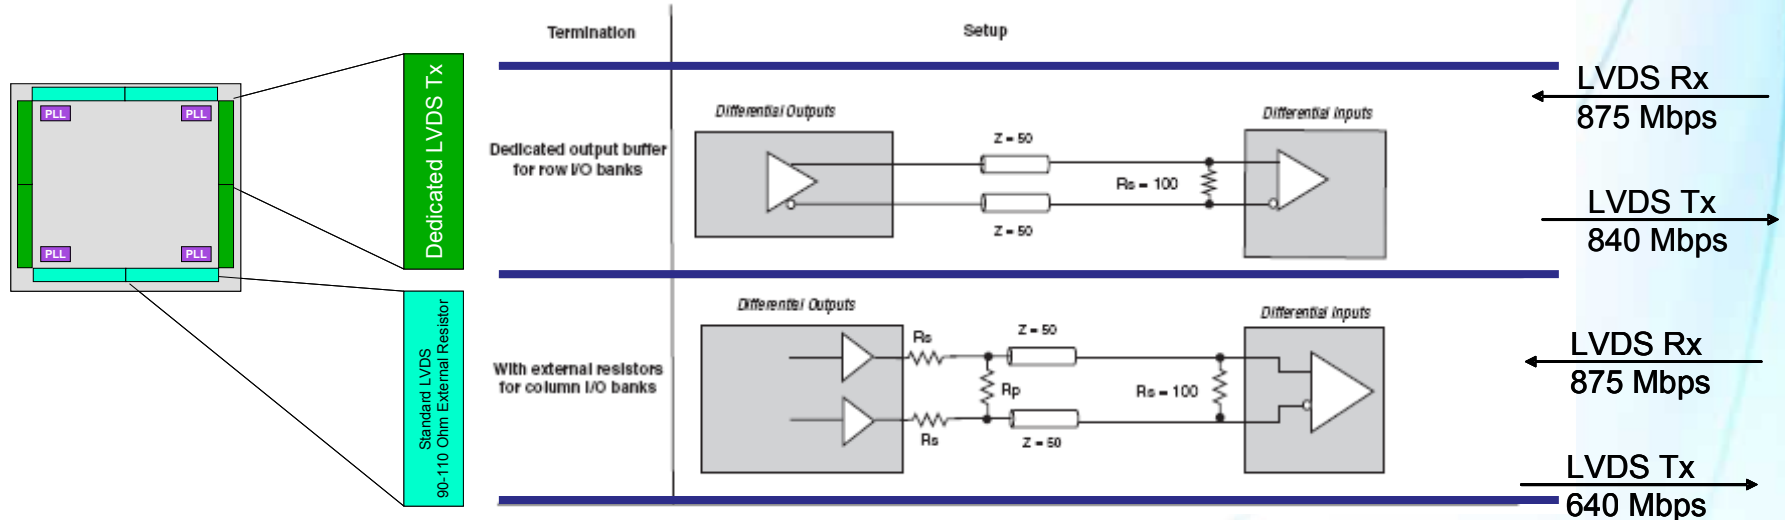 PLL
PLL
PLL
PLL
Dedicated LVDS Tx
Standard LVDS
90-110 Ohm External Resistor
Termination
Setup
Dedicated output buffer
for row I/O banks
Differential Outputs
Z = 50
Z = 50
Rs = 100
Differential Inputs
LVDS Rx
875 Mbps
LVDS Tx
840 Mbps
With external resistors
for column I/O banks
Differential Outputs
Rs
Rs
Rp
Z = 50
Z = 50
Rs = 100
Differential Inputs
LVDS Rx
875 Mbps
LVDS Tx
640 Mbps